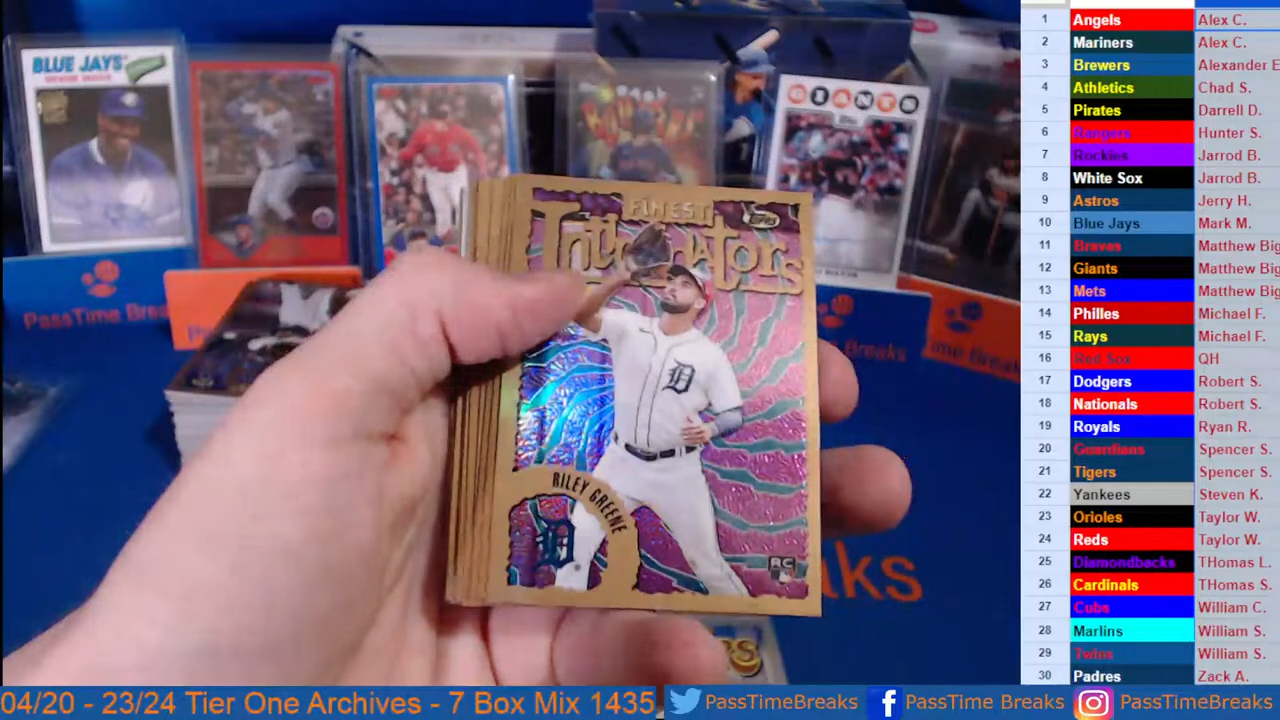 BLUE JAYS
GIANTS
FINEST
Topps
Intimidators
D
RILEY GREENE
D
RC
PassTime Brea
Breaks
me Breaks
aks
1 Angels Alex C.
2 Mariners Alex C.
3 Brewers Alexander E
4 Athletics Chad S.
5 Pirates Darrell D.
6 Rangers Hunter S.
7 Rockies Jarrod B.
8 White Sox Jarrod B.
9 Astros Jerry H.
10 Blue Jays Mark M.
11 Braves Matthew Big
12 Giants Matthew Big
13 Mets Matthew Big
14 Philles Michael F.
15 Rays Michael F.
16 Red Sox QH
17 Dodgers Robert S.
18 Nationals Robert S.
19 Royals Ryan R.
20 Guardians Spencer S.
21 Tigers Spencer S.
22 Yankees Steven K.
23 Orioles Taylor W.
24 Reds Taylor W.
25 Diamondbacks THomas L.
26 Cardinals THomas S.
27 Cubs William C.
28 Marlins William S.
29 Twins William S.
30 Padres Zack A.
04/20 - 23/24 Tier One Archives - 7 Box Mix 1435 PassTimeBreaks PassTime Breaks PassTimeBreaks